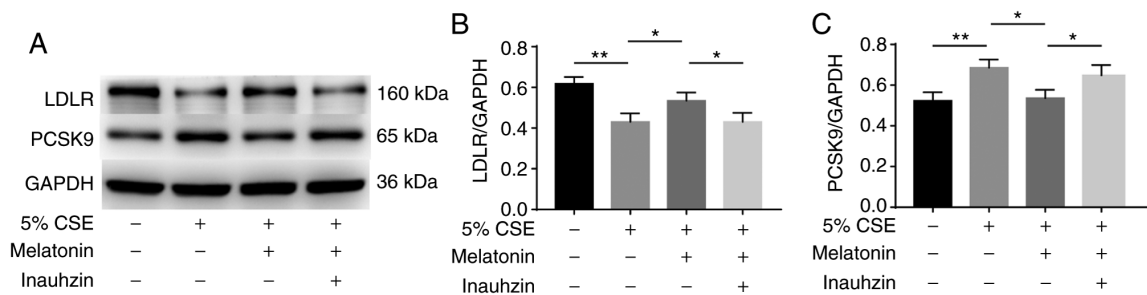 A
LDLR 160 kDa
PCSK9 65 kDa
GAPDH 36 kDa
5% CSE – + + +
Melatonin – – + +
Inauhzin – – – +
B
LDLR/GAPDH
0.8
0.6
0.4
0.2
0.0
** * *
5% CSE – + + +
Melatonin – – + +
Inauhzin – – – +
C
PCSK9/GAPDH
0.8
0.6
0.4
0.2
0.0
** * *
5% CSE – + + +
Melatonin – – + +
Inauhzin – – – +